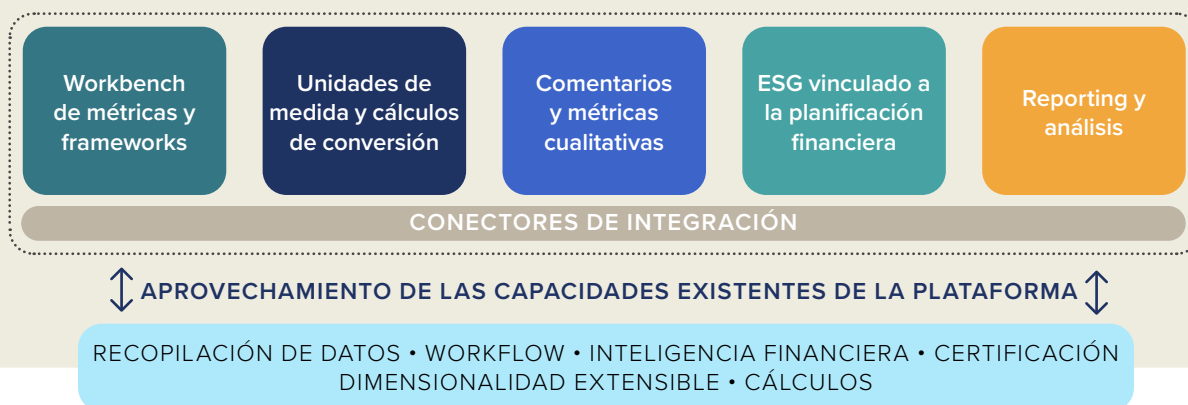 Workbench
de métricas y
frameworks
Unidades de
medida y cálculos
de conversión
Comentarios
y métricas
cualitativas
ESG vinculado a
la planificación
financiera
Reporting y
análisis
CONECTORES DE INTEGRACIÓN
APROVECHAMIENTO DE LAS CAPACIDADES EXISTENTES DE LA PLATAFORMA
RECOPILACIÓN DE DATOS • WORKFLOW • INTELIGENCIA FINANCIERA • CERTIFICACIÓN
DIMENSIONALIDAD EXTENSIBLE • CÁLCULOS